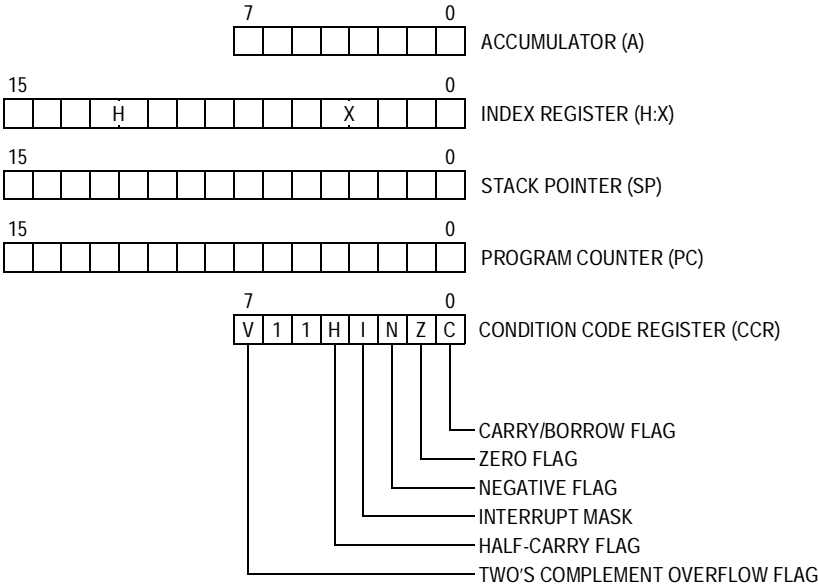 7 0
ACCUMULATOR (A)
15 0
H X INDEX REGISTER (H:X)
15 0
STACK POINTER (SP)
15 0
PROGRAM COUNTER (PC)
7 0
V 1 1 H I N Z C CONDITION CODE REGISTER (CCR)
CARRY/BORROW FLAG
ZERO FLAG
NEGATIVE FLAG
INTERRUPT MASK
HALF-CARRY FLAG
TWO'S COMPLEMENT OVERFLOW FLAG